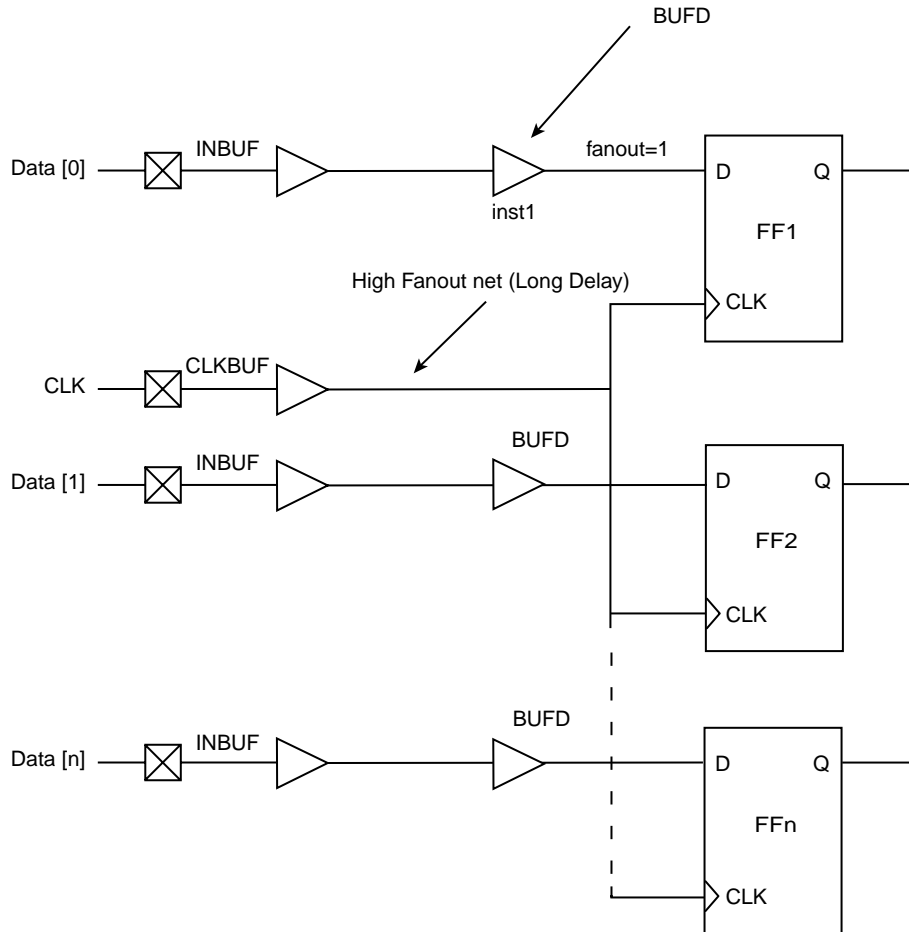 BUFD
Data [0]
INBUF
inst1
fanout=1
D
Q
FF1
CLK
High Fanout net (Long Delay)
CLK
CLKBUF
Data [1]
INBUF
BUFD
D
Q
FF2
CLK
Data [n]
INBUF
BUFD
D
Q
FFn
CLK